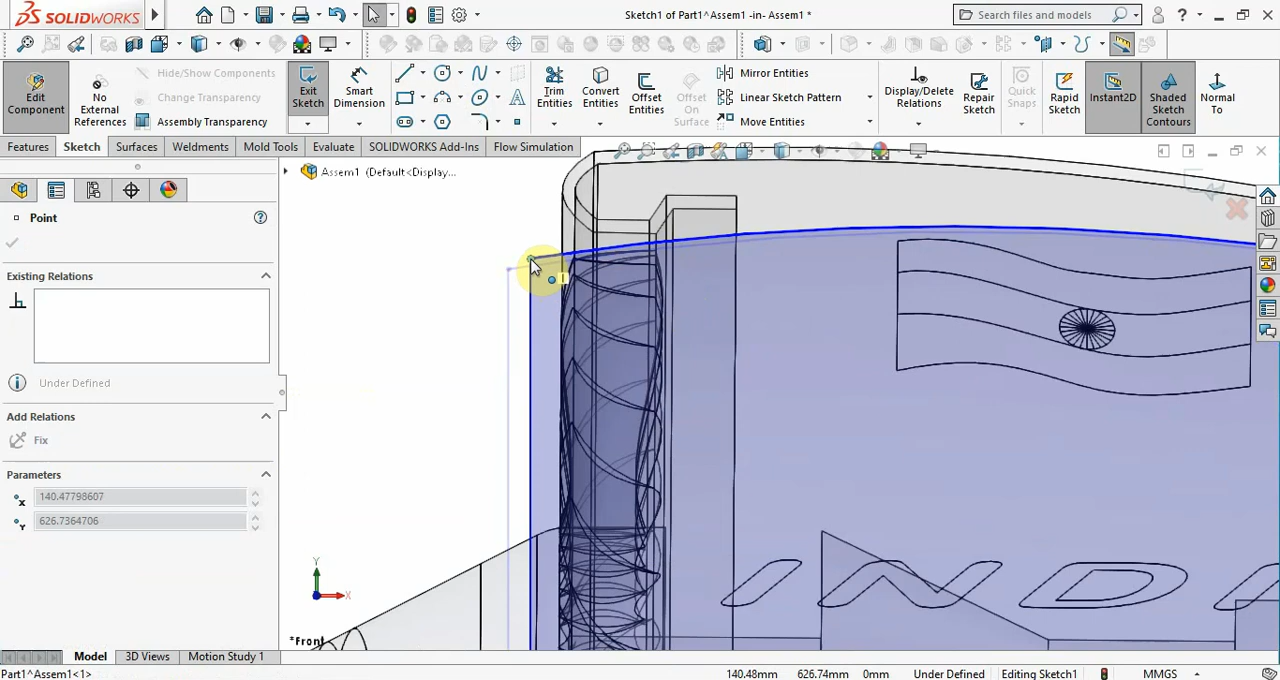 SOLIDWORKS
Sketch1 of Part1^Assem1 -in- Assem1 *
Search files and models
?
Edit Component
No External References
Hide/Show Components
Change Transparency
Assembly Transparency
Exit Sketch
Smart Dimension
Trim Entities
Convert Entities
Offset Entities
Offset On Surface
Mirror Entities
Linear Sketch Pattern
Move Entities
Display/Delete Relations
Repair Sketch
Quick Snaps
Rapid Sketch
Instant2D
Shaded Sketch Contours
Normal To
Features
Sketch
Surfaces
Weldments
Mold Tools
Evaluate
SOLIDWORKS Add-Ins
Flow Simulation
Assem1 (Default<Display...
Point
?
Existing Relations
Under Defined
Add Relations
Fix
Parameters
X 140.47798607
Y 626.7364706
INDI
Y
X
*Front
Model
3D Views
Motion Study 1
Part1^Assem1<1>
140.48mm
626.74mm
0mm
Under Defined
Editing Sketch1
MMGS